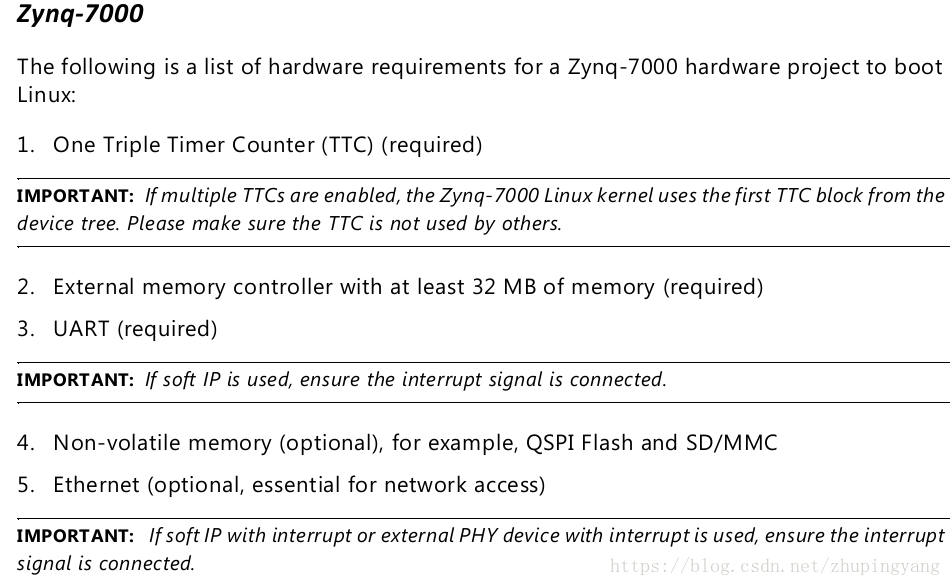 Zynq-7000
The following is a list of hardware requirements for a Zynq-7000 hardware project to boot
Linux:
1. One Triple Timer Counter (TTC) (required)
IMPORTANT: If multiple TTCs are enabled, the Zynq-7000 Linux kernel uses the first TTC block from the
device tree. Please make sure the TTC is not used by others.
2. External memory controller with at least 32 MB of memory (required)
3. UART (required)
IMPORTANT: If soft IP is used, ensure the interrupt signal is connected.
4. Non-volatile memory (optional), for example, QSPI Flash and SD/MMC
5. Ethernet (optional, essential for network access)
IMPORTANT: If soft IP with interrupt or external PHY device with interrupt is used, ensure the interrupt
signal is connected.
https://blog.csdn.net/zhupingyang